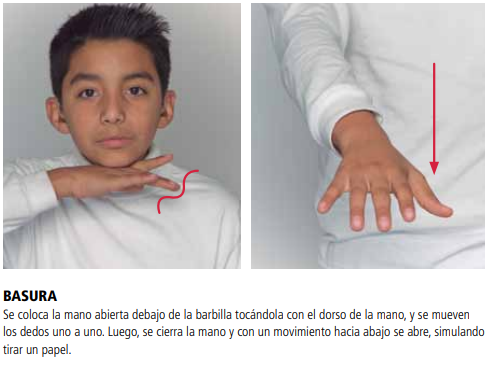 BASURA
Se coloca la mano abierta debajo de la barbilla tocándola con el dorso de la mano, y se mueven
los dedos uno a uno. Luego, se cierra la mano y con un movimiento hacia abajo se abre, simulando
tirar un papel.